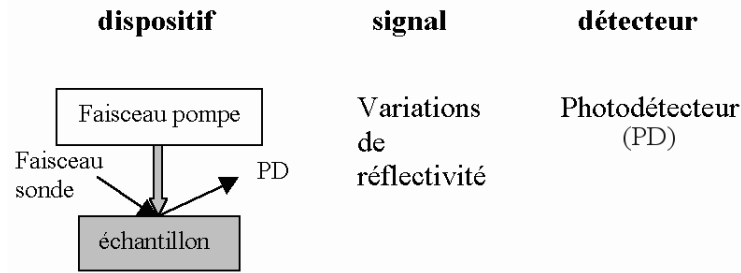 dispositif signal détecteur
Faisceau pompe
Faisceau
sonde
PD
échantillon
Variations
de
réflectivité
Photodétecteur
(PD)